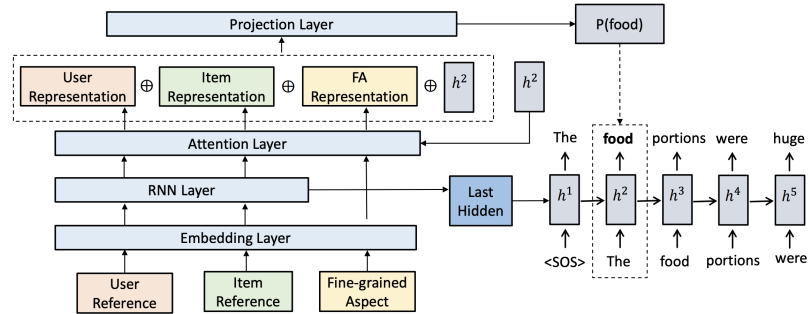 Projection Layer
P(food)
User
Representation
⊕
Item
Representation
⊕
FA
Representation
⊕
h²
h²
Attention Layer
The
food
portions
were
huge
RNN Layer
Last
Hidden
h¹
h²
h³
h⁴
h⁵
Embedding Layer
<SOS>
The
food
portions
were
User
Reference
Item
Reference
Fine-grained
Aspect